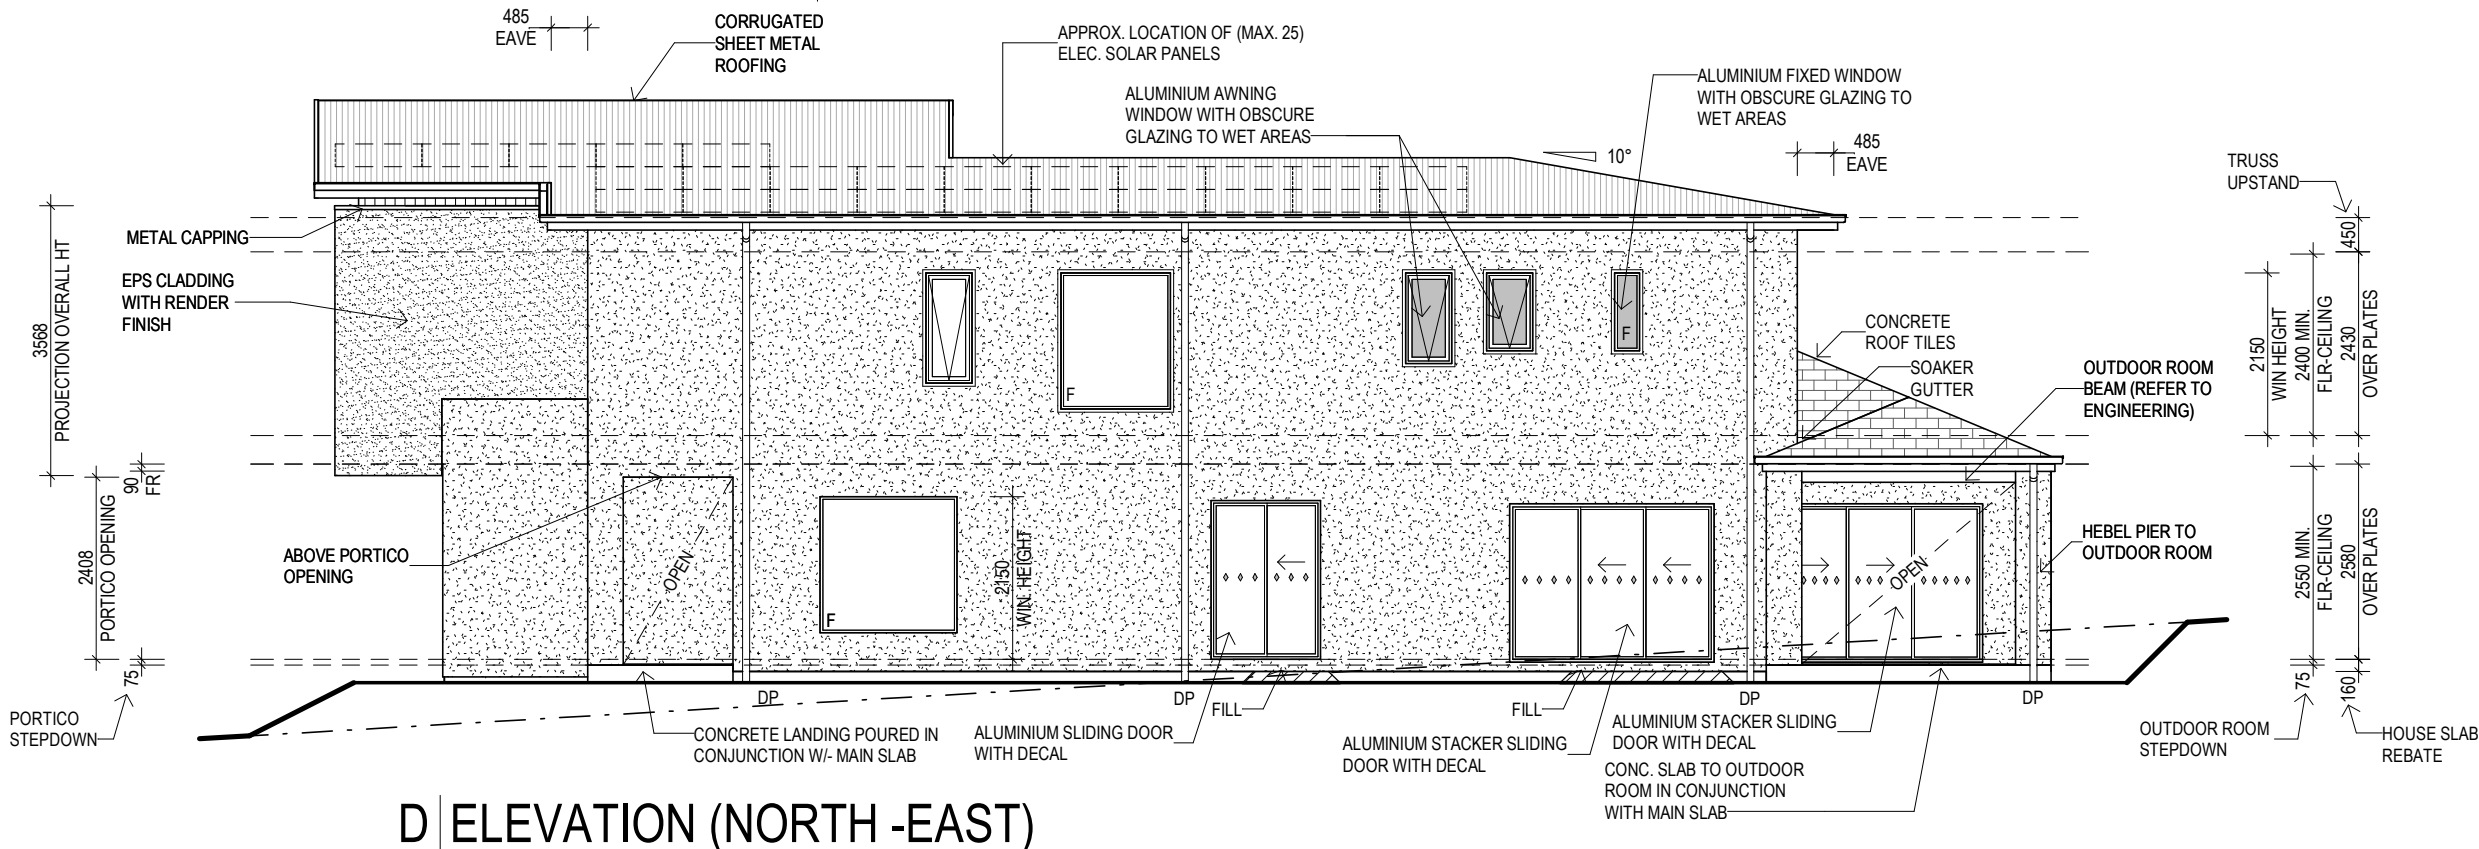 485
EAVE
CORRUGATED
SHEET METAL
ROOFING
APPROX. LOCATION OF (MAX. 25)
ELEC. SOLAR PANELS
ALUMINIUM AWNING
WINDOW WITH OBSCURE
GLAZING TO WET AREAS
ALUMINIUM FIXED WINDOW
WITH OBSCURE GLAZING TO
WET AREAS
10°
485
EAVE
TRUSS
UPSTAND
METAL CAPPING
EPS CLADDING
WITH RENDER
FINISH
3568
PROJECTION OVERALL HT
90
FR
2408
PORTICO OPENING
75
PORTICO
STEPDOWN
ABOVE PORTICO
OPENING
OPEN
F
F
F
2150
WIN. HEIGHT
CONCRETE
ROOF TILES
SOAKER
GUTTER
OUTDOOR ROOM
BEAM (REFER TO
ENGINEERING)
HEBEL PIER TO
OUTDOOR ROOM
OPEN
450
2150
WIN HEIGHT
2400 MIN.
FLR-CEILING
2430
OVER PLATES
2550 MIN.
FLR-CEILING
2580
OVER PLATES
75
160
DP
DP
DP
DP
FILL
FILL
CONCRETE LANDING POURED IN
CONJUNCTION W/- MAIN SLAB
ALUMINIUM SLIDING DOOR
WITH DECAL
ALUMINIUM STACKER SLIDING
DOOR WITH DECAL
ALUMINIUM STACKER SLIDING
DOOR WITH DECAL
CONC. SLAB TO OUTDOOR
ROOM IN CONJUNCTION
WITH MAIN SLAB
OUTDOOR ROOM
STEPDOWN
HOUSE SLAB
REBATE
D ELEVATION (NORTH -EAST)